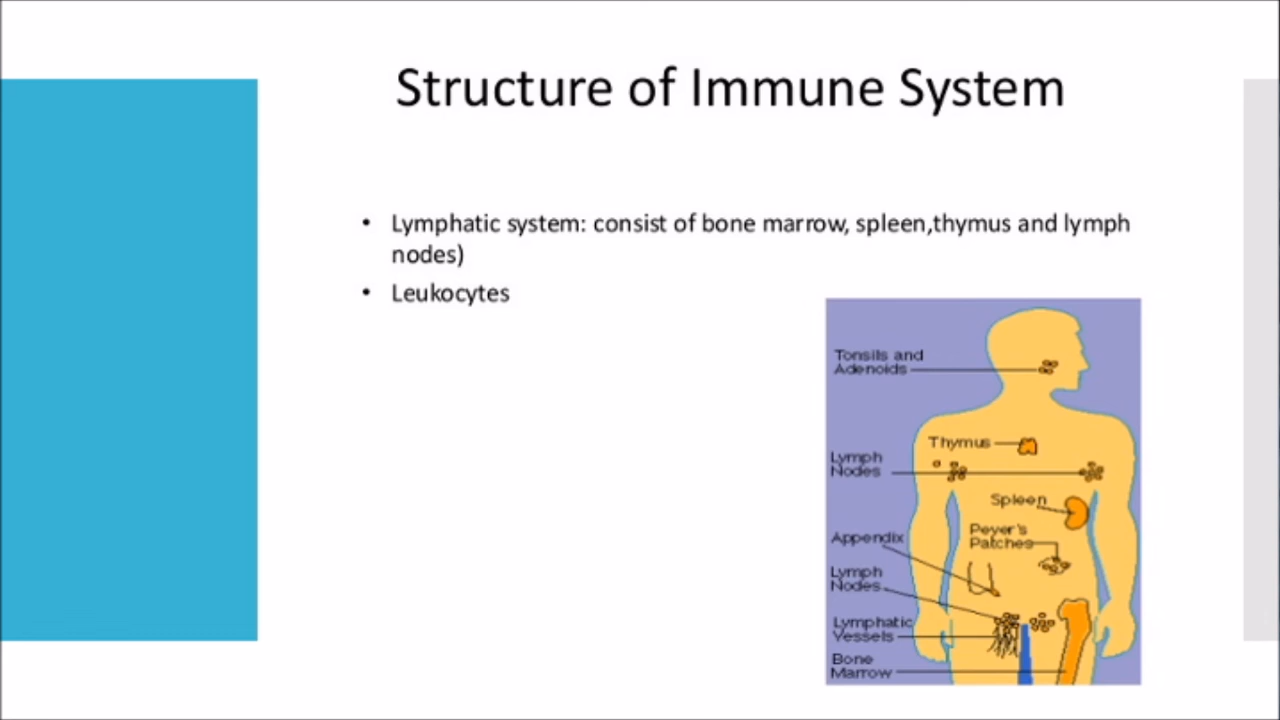 Structure of Immune System
• Lymphatic system: consist of bone marrow, spleen,thymus and lymph
nodes)
• Leukocytes
Tonsils and
Adenoids
Thymus
Lymph
Nodes
Spleen
Peyer's
Patches
Appendix
Lymph
Nodes
Lymphatic
Vessels
Bone
Marrow